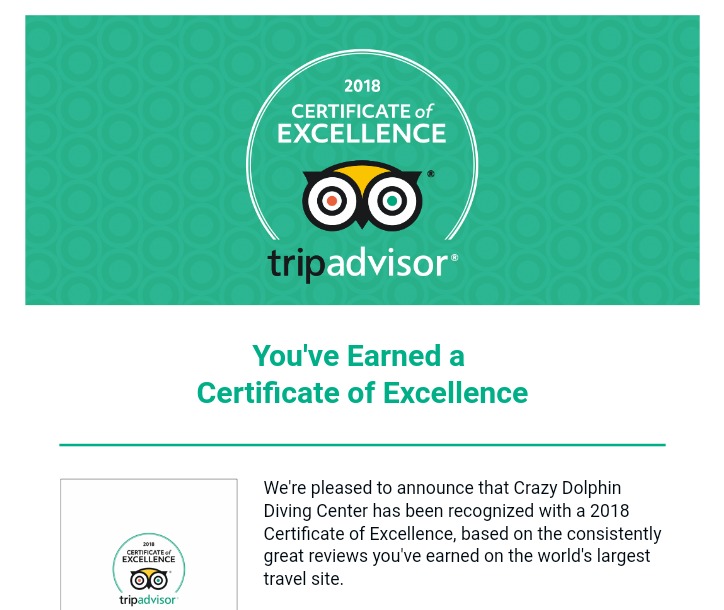 2018
CERTIFICATE of
EXCELLENCE
®
tripadvisor®
You've Earned a
Certificate of Excellence
We're pleased to announce that Crazy Dolphin
Diving Center has been recognized with a 2018
Certificate of Excellence, based on the consistently
great reviews you've earned on the world's largest
travel site.
2018
CERTIFICATE of
EXCELLENCE
tripadvisor